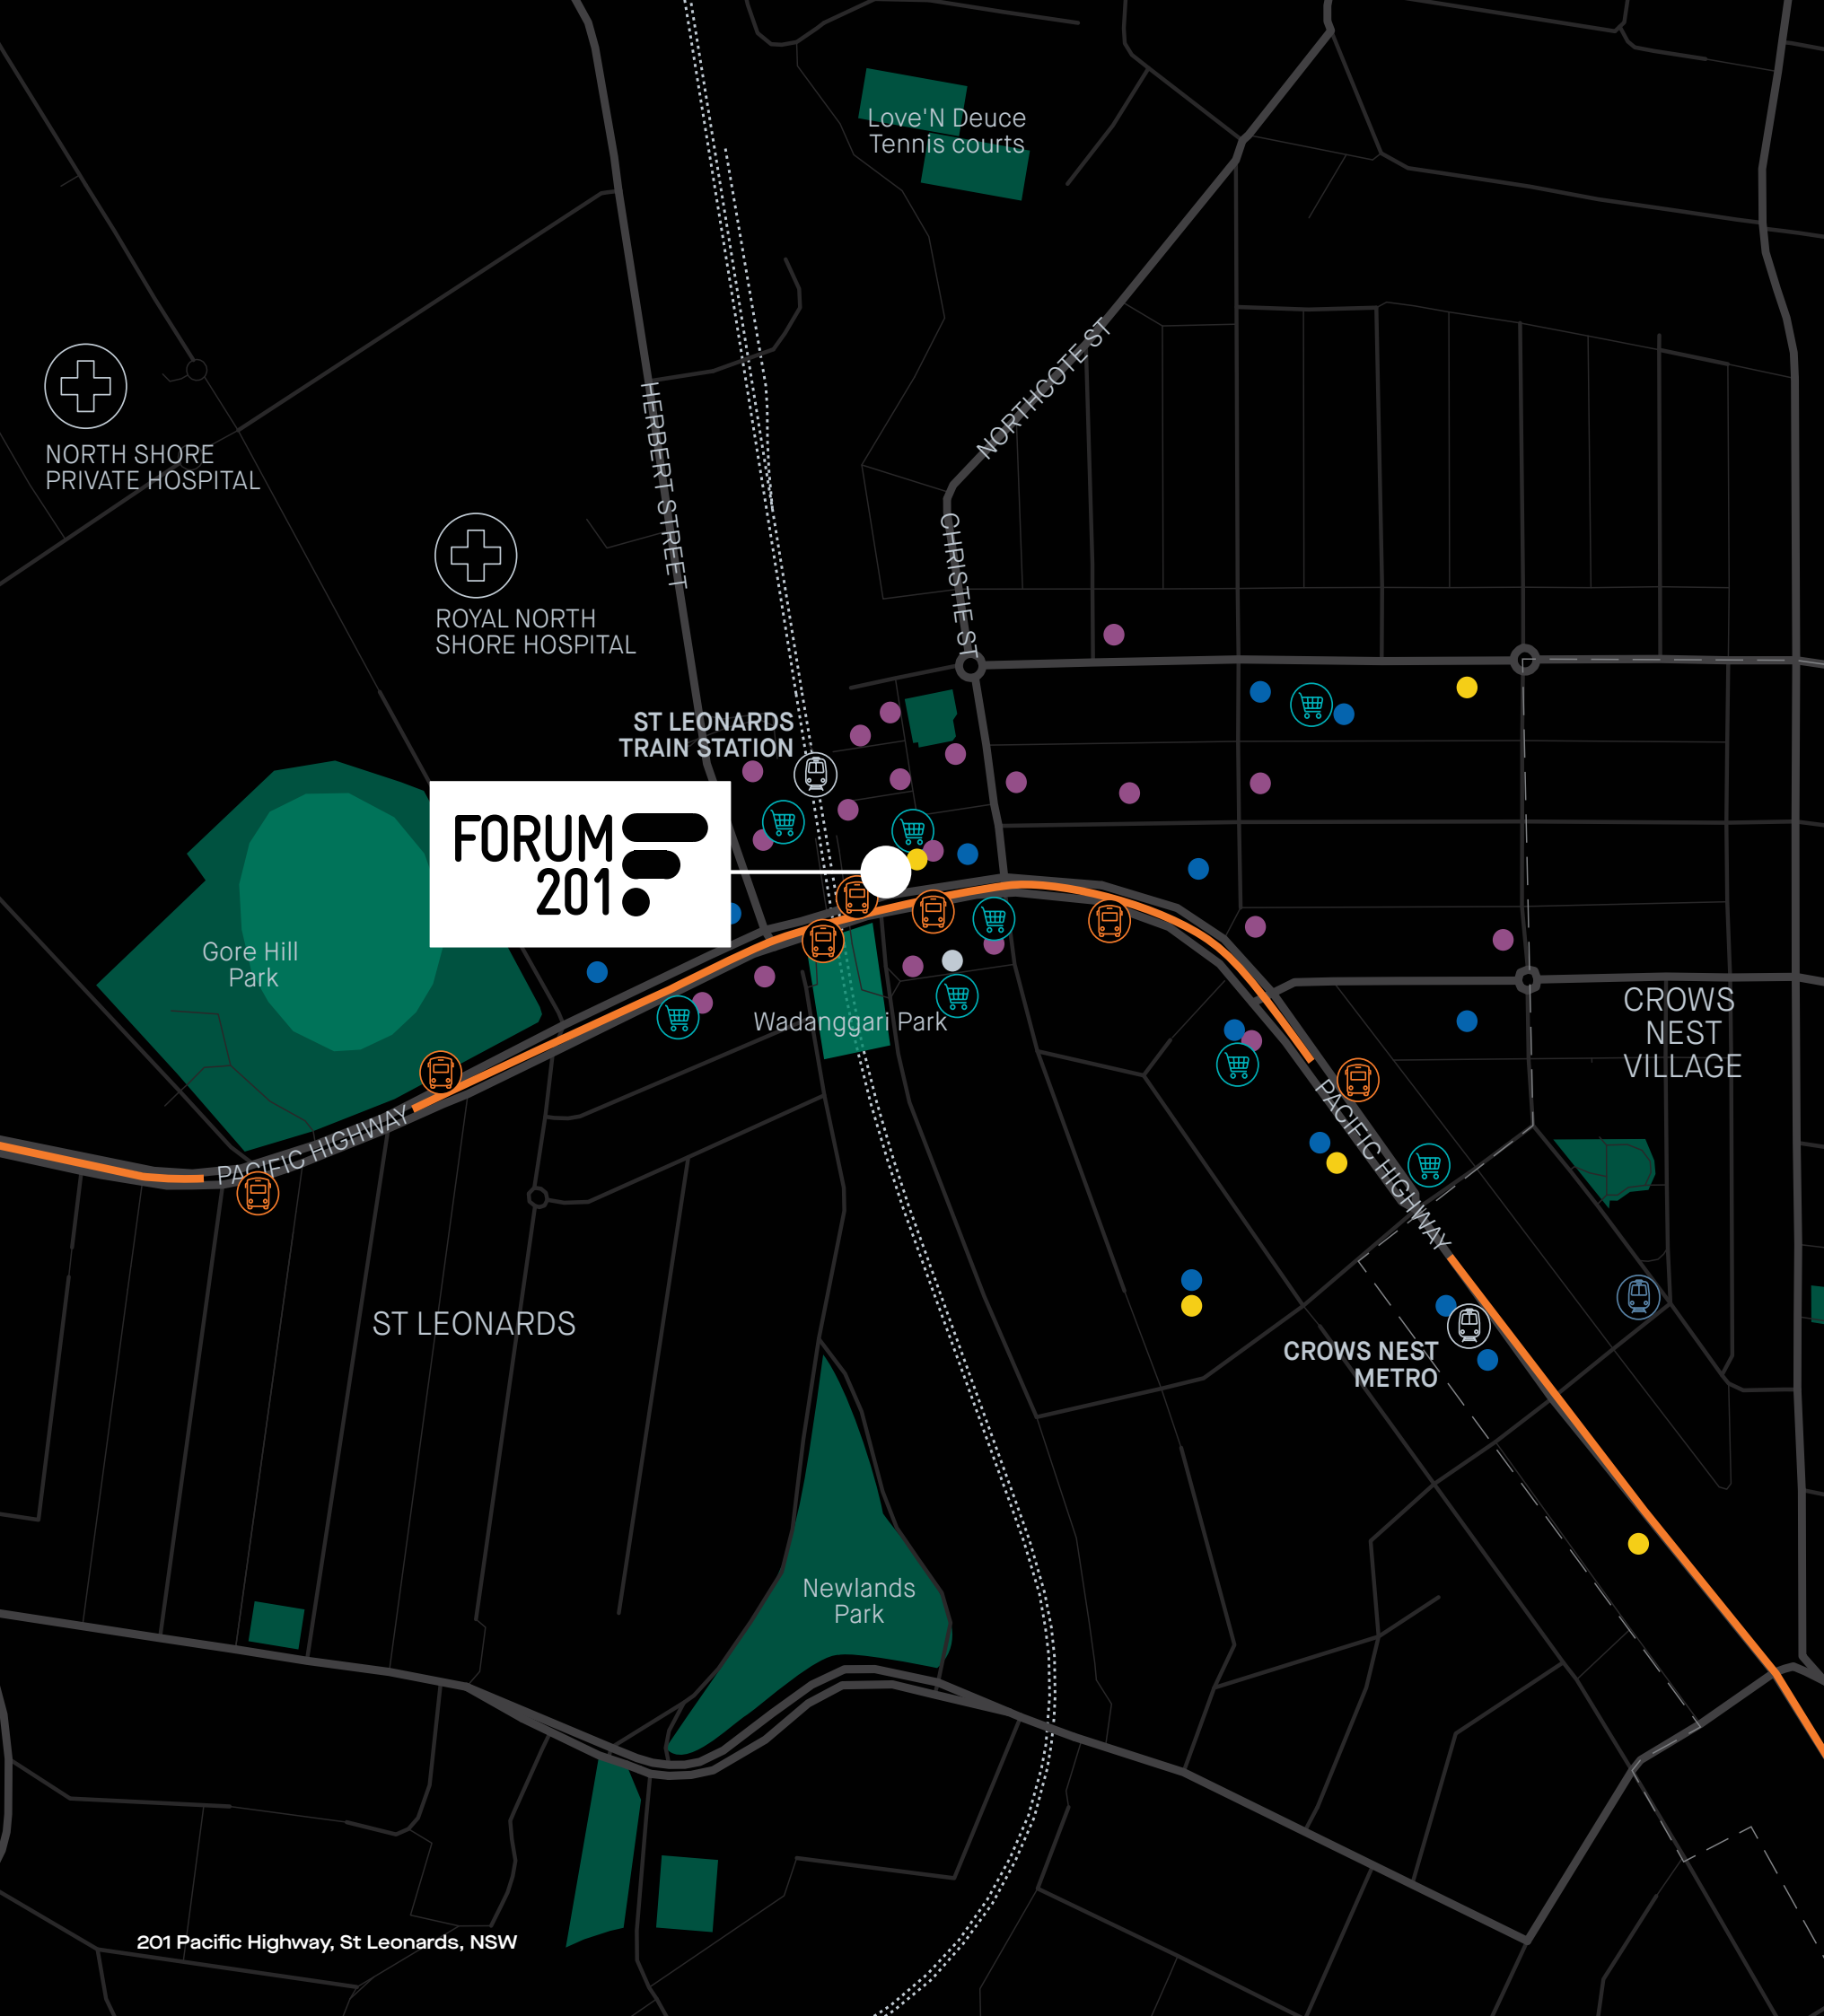 Love'N Deuce
Tennis courts
NORTHCOTE ST
HERBERT STREET
NORTH SHORE
PRIVATE HOSPITAL
CHRISTIE ST
ROYAL NORTH
SHORE HOSPITAL
ST LEONARDS
TRAIN STATION
FORUM
201
Gore Hill
Park
Wadanggari Park
CROWS
NEST
VILLAGE
PACIFIC HIGHWAY
PACIFIC HIGHWAY
ST LEONARDS
CROWS NEST
METRO
Newlands
Park
201 Pacific Highway, St Leonards, NSW